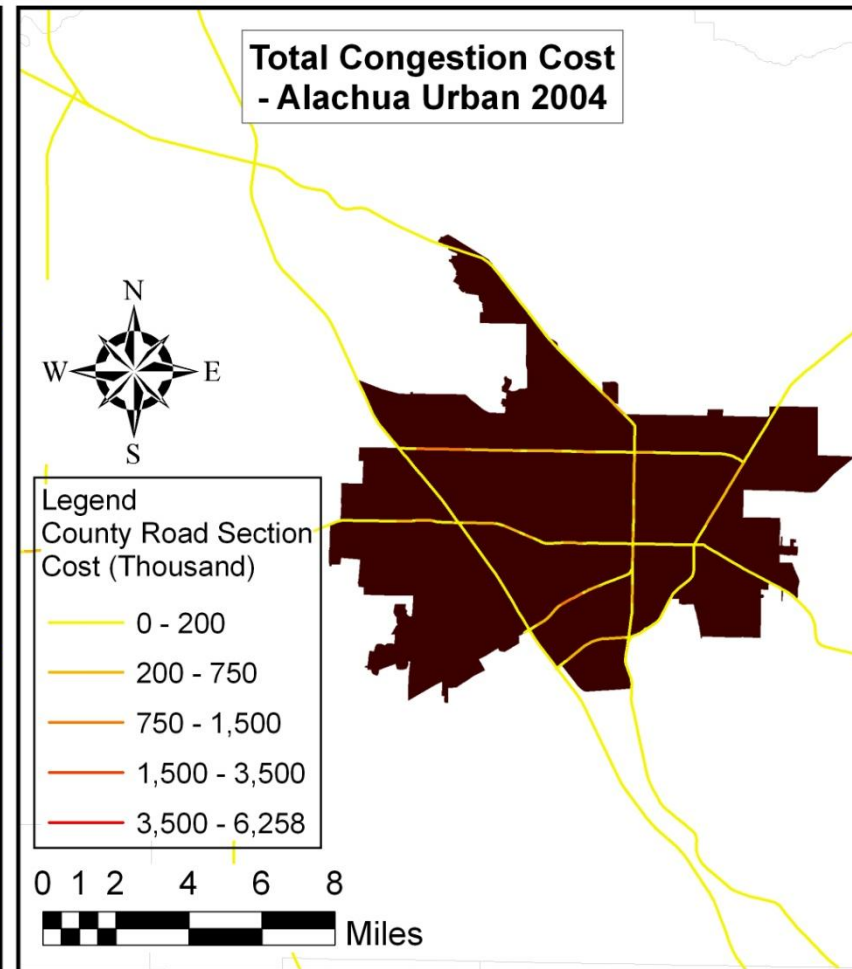 Total Congestion Cost
- Alachua Urban 2004
N
W E
S
Legend
County Road Section
Cost (Thousand)
0 - 200
200 - 750
750 - 1,500
1,500 - 3,500
3,500 - 6,258
0 1 2 4 6 8
Miles